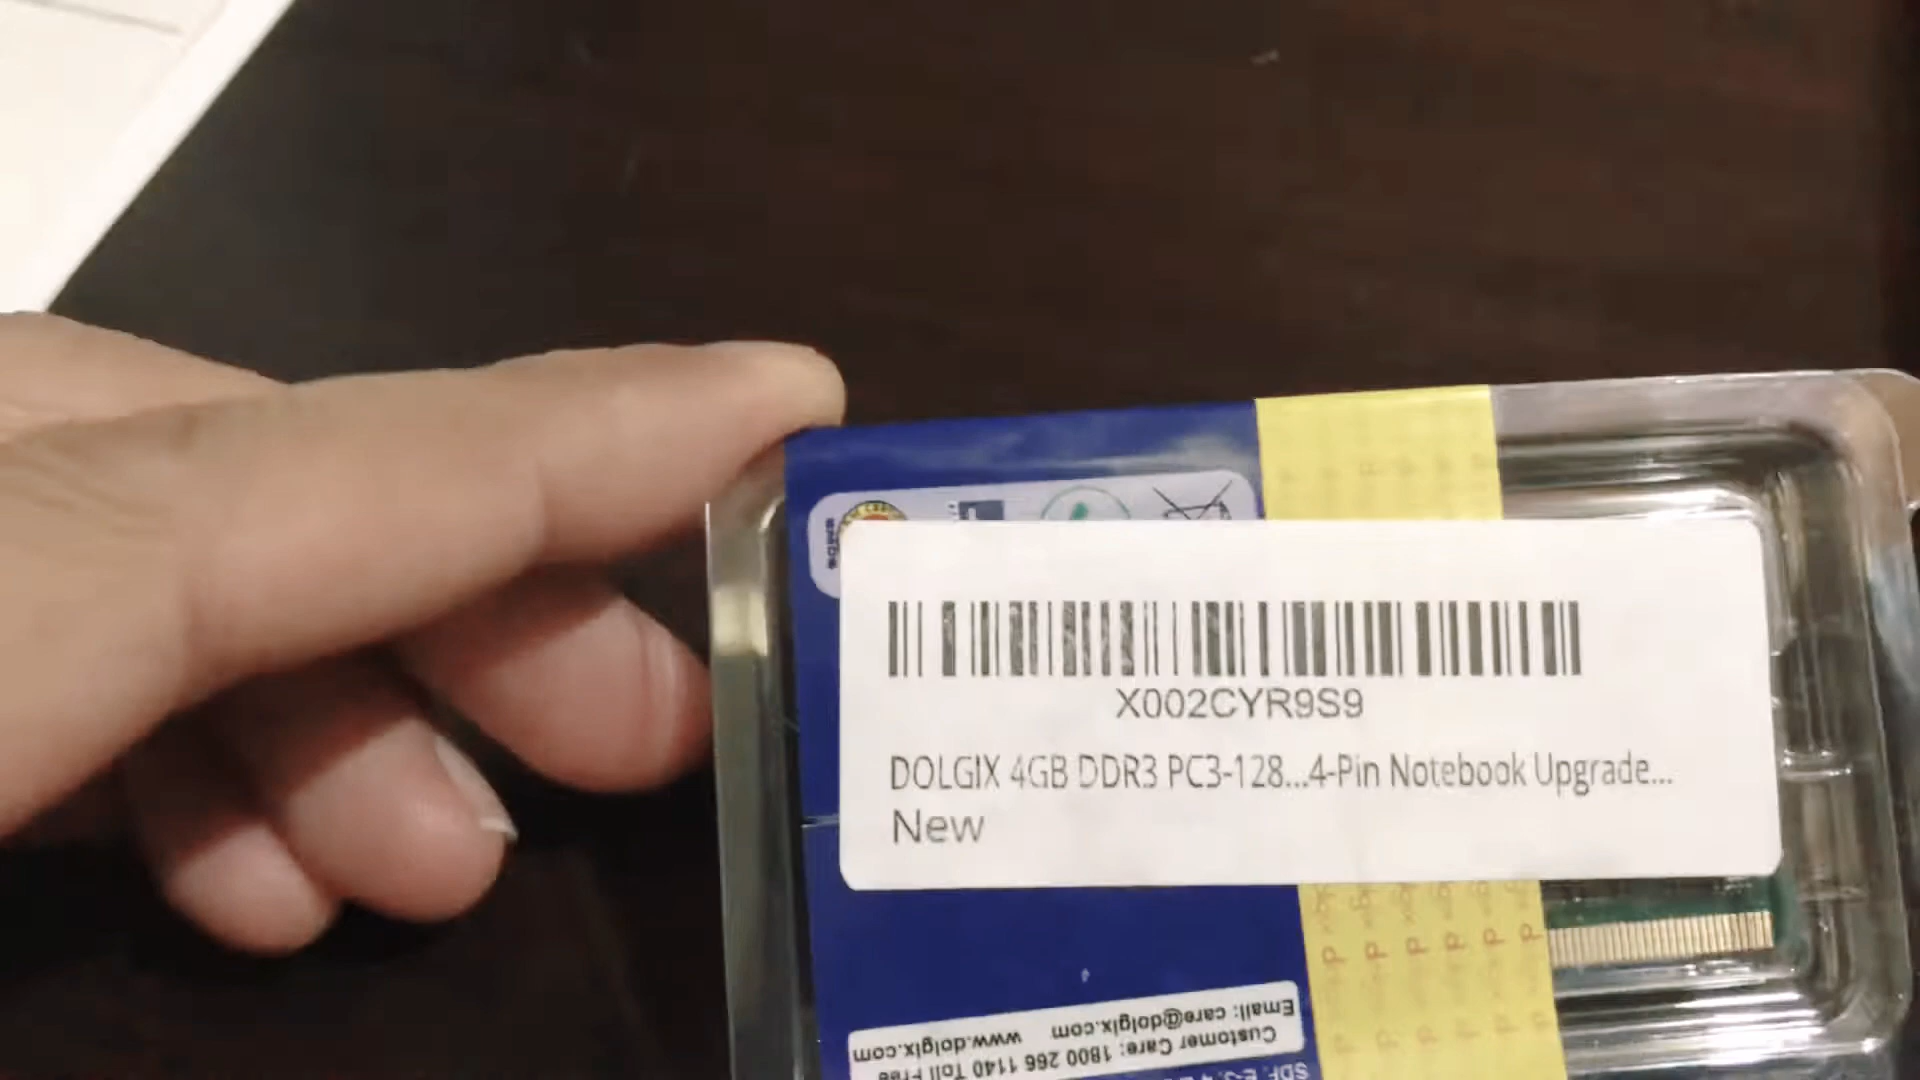 X002CYR9S9
DOLGIX 4GB DDR3 PC3-128...4-Pin Notebook Upgrade...
New
Customer Care: 1800 266 1140 Toll Free
Email: care@dolgix.com www.dolgix.com